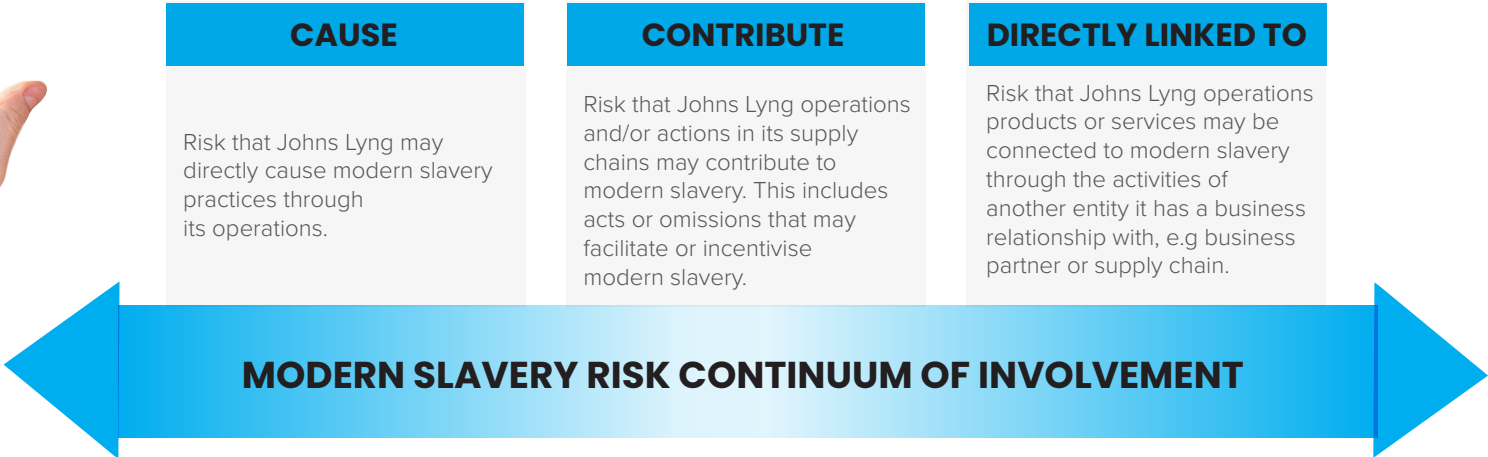 CAUSE
Risk that Johns Lyng may
directly cause modern slavery
practices through
its operations.
CONTRIBUTE
Risk that Johns Lyng operations
and/or actions in its supply
chains may contribute to
modern slavery. This includes
acts or omissions that may
facilitate or incentivise
modern slavery.
DIRECTLY LINKED TO
Risk that Johns Lyng operations
products or services may be
connected to modern slavery
through the activities of
another entity it has a business
relationship with, e.g business
partner or supply chain.
MODERN SLAVERY RISK CONTINUUM OF INVOLVEMENT